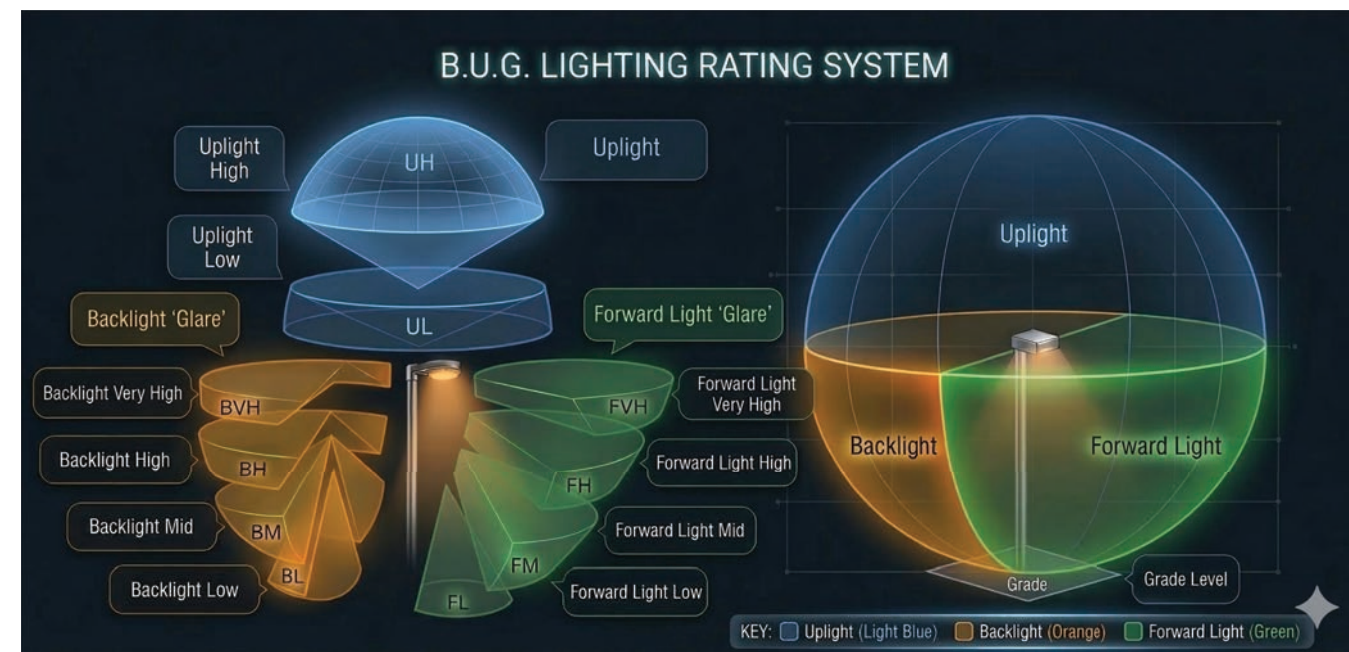 B.U.G. LIGHTING RATING SYSTEM
Uplight
High
UH
Uplight
Uplight
Low
UL
Backlight 'Glare'
Forward Light 'Glare'
Backlight Very High
BVH
FVH
Forward Light
Very High
Backlight High
BH
FH
Forward Light High
Backlight Mid
BM
FM
Forward Light Mid
Backlight Low
BL
FL
Forward Light Low
Uplight
Backlight
Forward Light
Grade
Grade Level
KEY: Uplight (Light Blue) Backlight (Orange) Forward Light (Green)